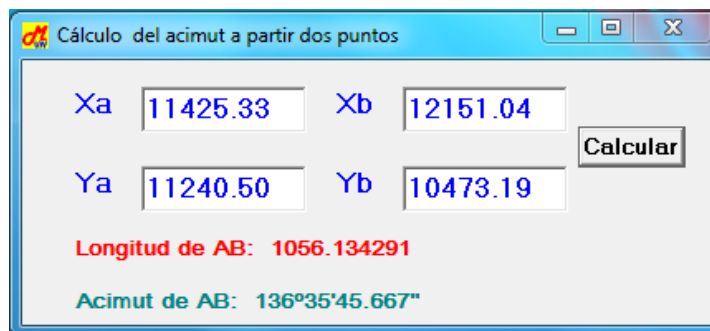 Cálculo del acimut a partir dos puntos
Xa 11425.33 Xb 12151.04
Calcular
Ya 11240.50 Yb 10473.19
Longitud de AB: 1056.134291
Acimut de AB: 136º35'45.667"